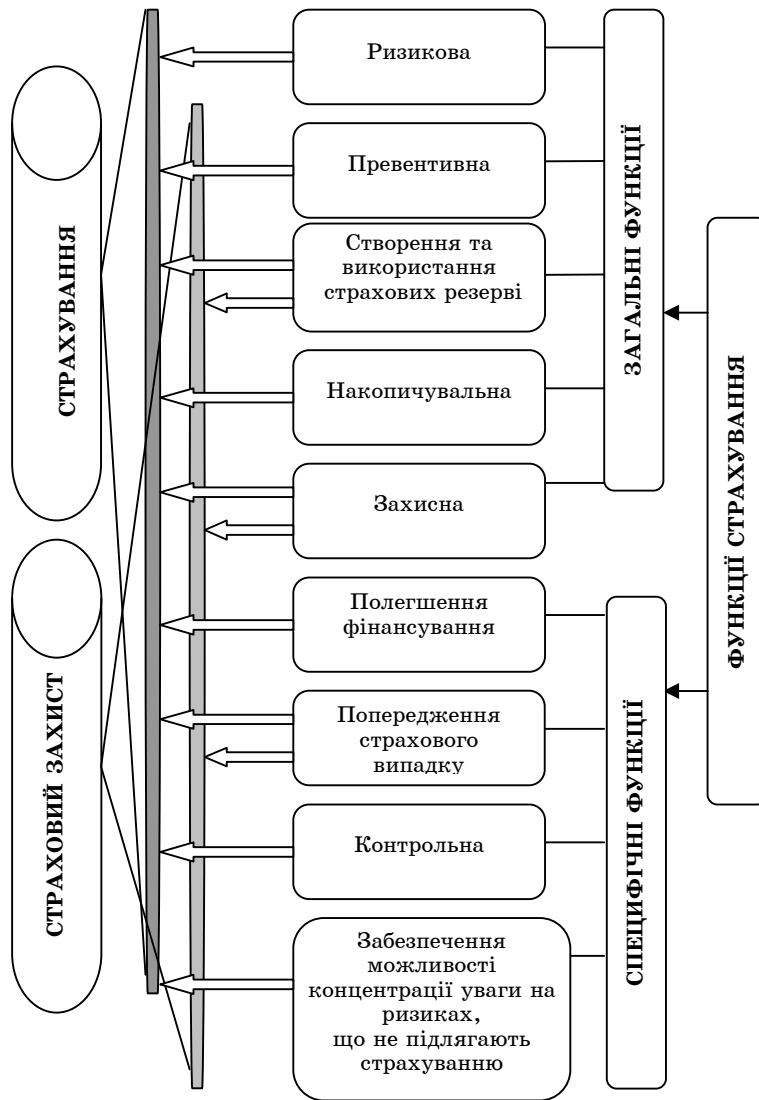 СТРАХУВАННЯ
СТРАХОВИЙ ЗАХИСТ
Ризикова
Превентивна
Створення та
використання
страхових резерві
Накопичувальна
Захисна
Полегшення
фінансування
Попередження
страхового
випадку
Контрольна
Забезпечення
можливості
концентрації уваги на
ризиках,
що не підлягають
страхуванню
ЗАГАЛЬНІ ФУНКЦІЇ
СПЕЦИФІЧНІ ФУНКЦІЇ
ФУНКЦІЇ СТРАХУВАННЯ